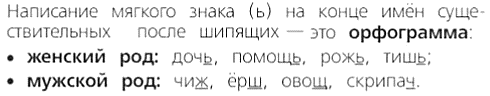 Написание мягкого знака (ь) на конце имён суще-
ствительных после шипящих — это орфограмма:
• женский род: дочь, помощь, рожь, тишь;
• мужской род: чиж, ёрш, овощ, скрипач.